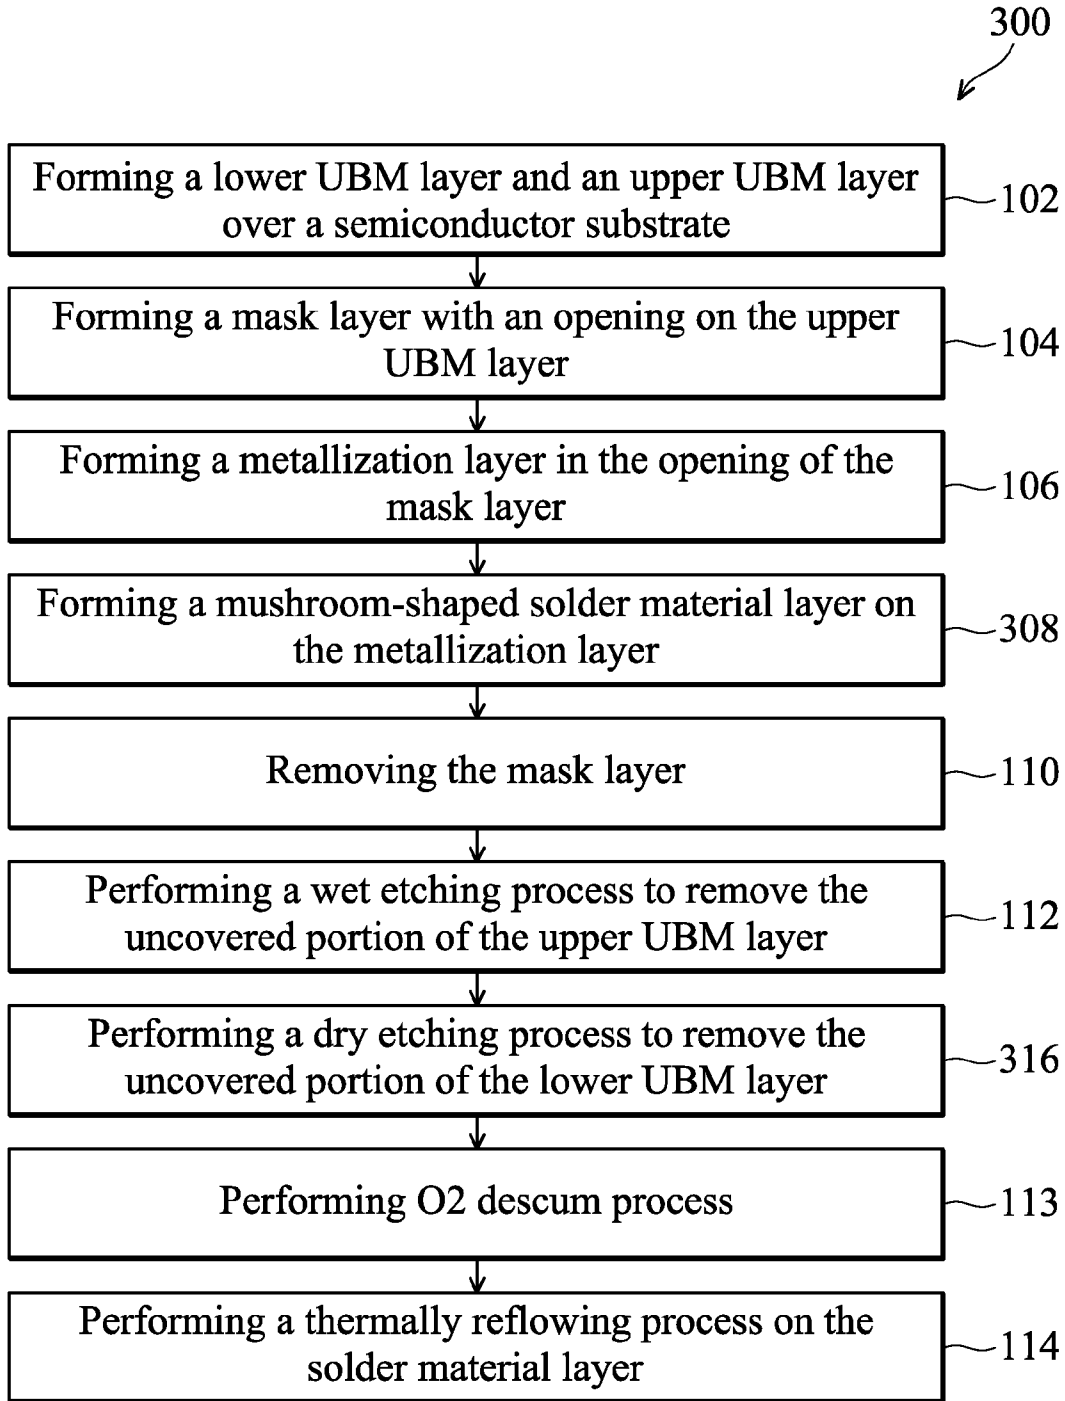 300
Forming a lower UBM layer and an upper UBM layer
over a semiconductor substrate
102
Forming a mask layer with an opening on the upper
UBM layer
104
Forming a metallization layer in the opening of the
mask layer
106
Forming a mushroom-shaped solder material layer on
the metallization layer
308
Removing the mask layer
110
Performing a wet etching process to remove the
uncovered portion of the upper UBM layer
112
Performing a dry etching process to remove the
uncovered portion of the lower UBM layer
316
Performing O2 descum process
113
Performing a thermally reflowing process on the
solder material layer
114